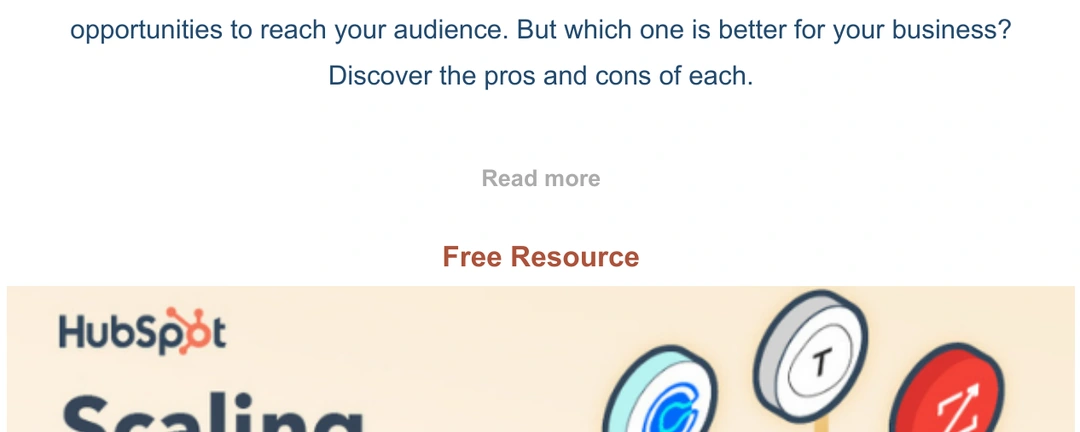 opportunities to reach your audience. But which one is better for your business?
Discover the pros and cons of each.
Read more
Free Resource
HubSpot
T
Scaling